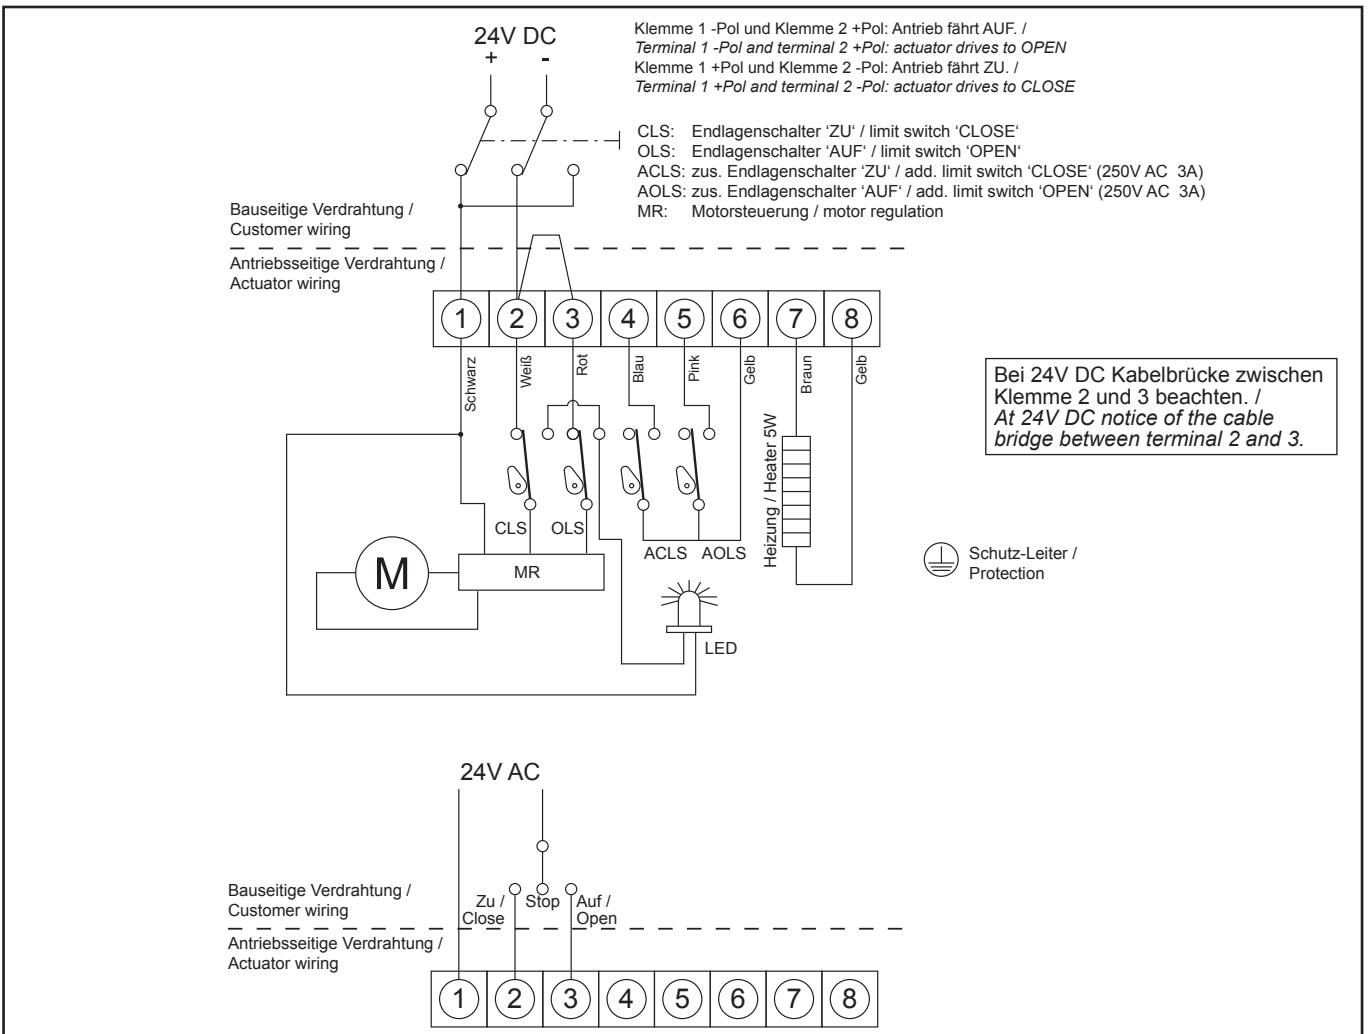 24V DC
+ -
Klemme 1 -Pol und Klemme 2 +Pol: Antrieb fährt AUF. /
Terminal 1 -Pol and terminal 2 +Pol: actuator drives to OPEN
Klemme 1 +Pol und Klemme 2 -Pol: Antrieb fährt ZU. /
Terminal 1 +Pol and terminal 2 -Pol: actuator drives to CLOSE
CLS: Endlagenschalter 'ZU' / limit switch 'CLOSE'
OLS: Endlagenschalter 'AUF' / limit switch 'OPEN'
ACLS: zus. Endlagenschalter 'ZU' / add. limit switch 'CLOSE' (250V AC 3A)
AOLS: zus. Endlagenschalter 'AUF' / add. limit switch 'OPEN' (250V AC 3A)
MR: Motorsteuerung / motor regulation
Bauseitige Verdrahtung /
Customer wiring
Antriebsseitige Verdrahtung /
Actuator wiring
1 2 3 4 5 6 7 8
Schwarz
Weiß
Rot
Blau
Pink
Gelb
Braun
Gelb
Bei 24V DC Kabelbrücke zwischen
Klemme 2 und 3 beachten. /
At 24V DC notice of the cable
bridge between terminal 2 and 3.
Heizung / Heater 5W
CLS OLS
ACLS AOLS
M
MR
LED
Schutz-Leiter /
Protection
24V AC
Bauseitige Verdrahtung /
Customer wiring
Zu /
Close
Stop
Auf /
Open
Antriebsseitige Verdrahtung /
Actuator wiring
1 2 3 4 5 6 7 8